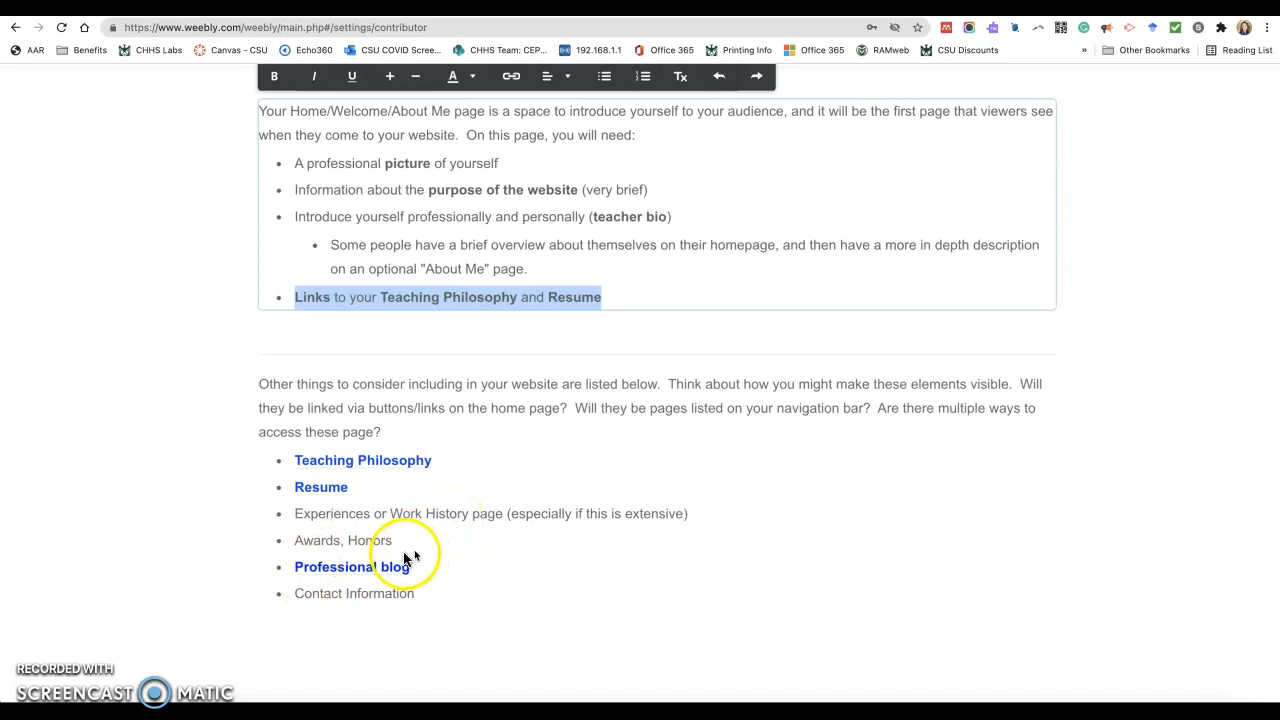 https://www.weebly.com/weebly/main.php#/settings/contributor
AAR Benefits CHHS Labs Canvas - CSU Echo360 CSU COVID Scree... CHHS Team: CEP... 192.168.1.1 Office 365 Printing Info Office 365 RAMweb CSU Discounts » Other Bookmarks Reading List
B I U + − A Tx
Your Home/Welcome/About Me page is a space to introduce yourself to your audience, and it will be the first page that viewers see
when they come to your website.  On this page, you will need:
• A professional picture of yourself
• Information about the purpose of the website (very brief)
• Introduce yourself professionally and personally (teacher bio)
• Some people have a brief overview about themselves on their homepage, and then have a more in depth description
on an optional "About Me" page.
• Links to your Teaching Philosophy and Resume
Other things to consider including in your website are listed below.  Think about how you might make these elements visible.  Will
they be linked via buttons/links on the home page?  Will they be pages listed on your navigation bar?  Are there multiple ways to
access these page?
• Teaching Philosophy
• Resume
• Experiences or Work History page (especially if this is extensive)
• Awards, Honors
• Professional blog
• Contact Information
RECORDED WITH
SCREENCAST MATIC